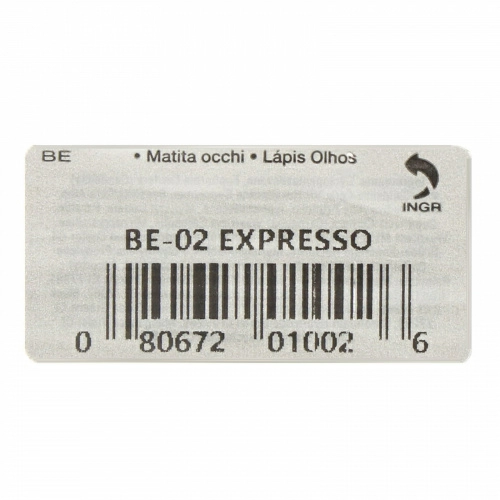 BE • Matita occhi • Lápis Olhos
INGR
BE-02 EXPRESSO
0 80672 01002 6